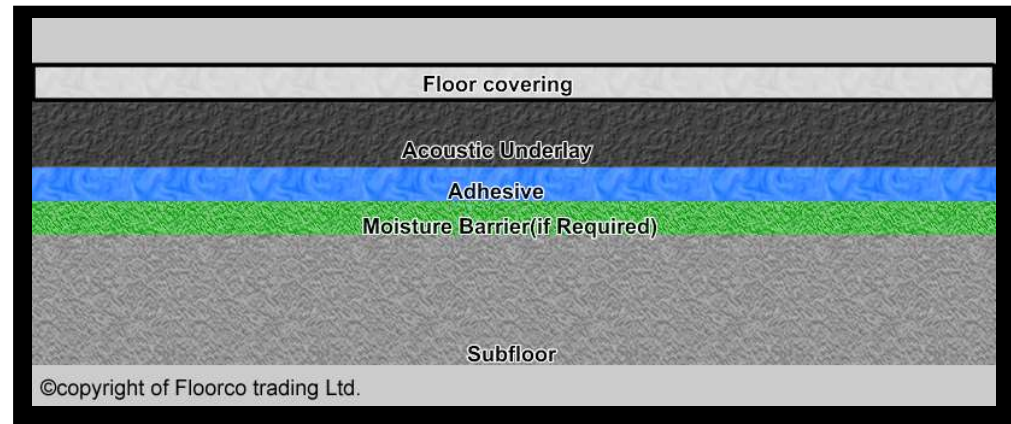 Floor covering
Acoustic Underlay
Adhesive
Moisture Barrier(if Required)
Subfloor
©copyright of Floorco trading Ltd.